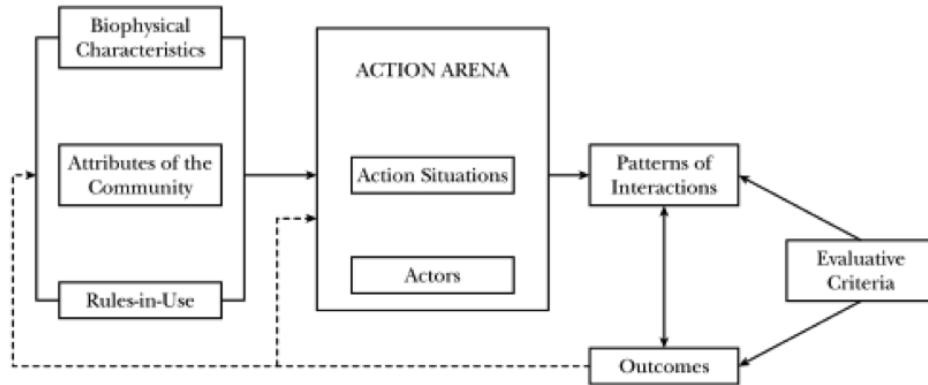 Biophysical
Characteristics
Attributes of the
Community
Rules-in-Use
ACTION ARENA
Action Situations
Actors
Patterns of
Interactions
Outcomes
Evaluative
Criteria